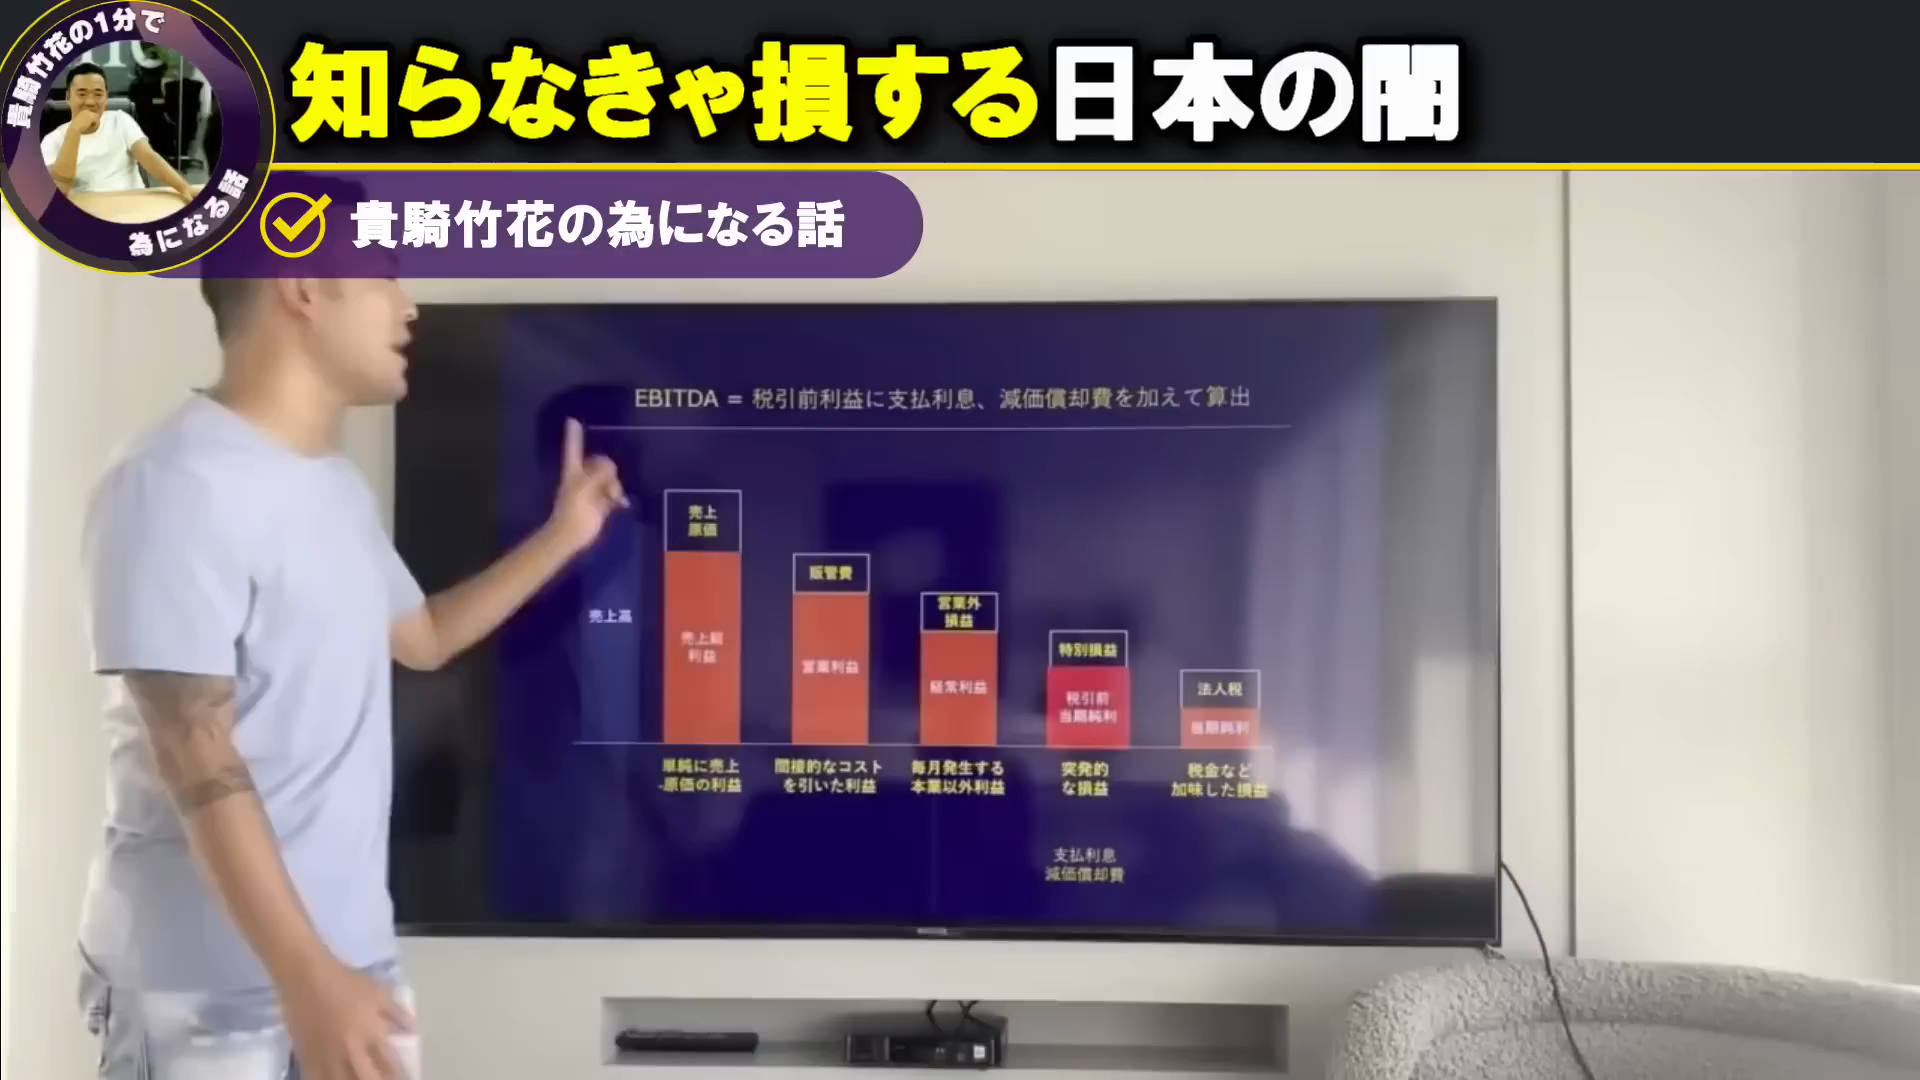 貴騎竹花の1分で
為になる話
知らなきゃ損する日本の闇
貴騎竹花の為になる話
EBITDA = 税引前利益に支払利息、減価償却費を加えて算出
売上高
売上
原価
売上総
利益
販管費
営業利益
営業外
損益
経常利益
特別損益
税引前
当期純利
法人税
当期純利
単純に売上
-原価の利益
間接的なコスト
を引いた利益
毎月発生する
本業以外利益
突発的
な損益
税金など
加味した損益
支払利息
減価償却費